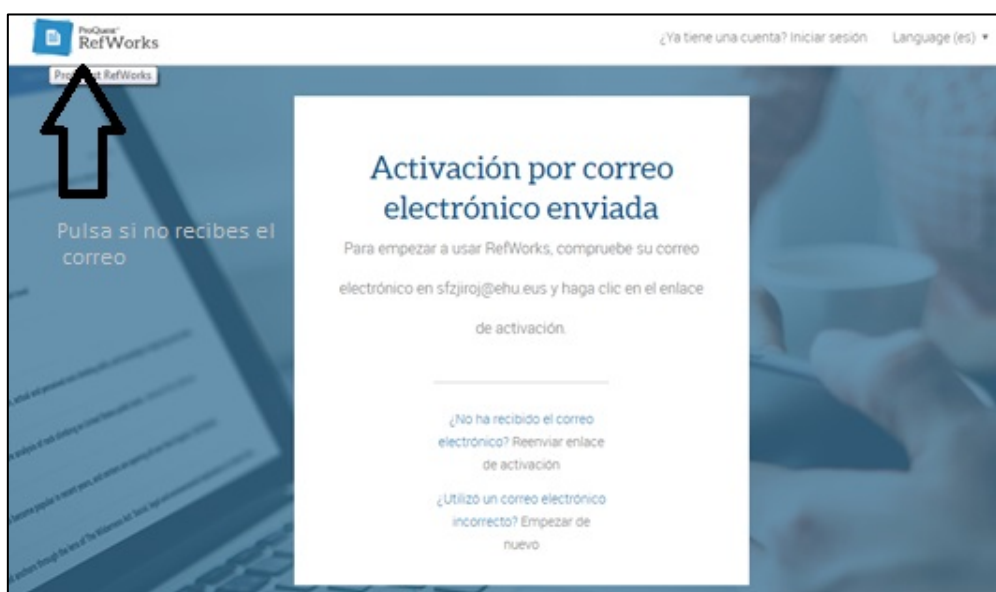 ProQuest
RefWorks
¿Ya tiene una cuenta? Iniciar sesión
Language (es)
ProQuest RefWorks
Pulsa si no recibes el
correo
Activación por correo
electrónico enviada
Para empezar a usar RefWorks, compruebe su correo
electrónico en sfzjiroj@ehu.eus y haga clic en el enlace
de activación.
¿No ha recibido el correo
electrónico? Reenviar enlace
de activación
¿Utilizo un correo electrónico
incorrecto? Empezar de
nuevo